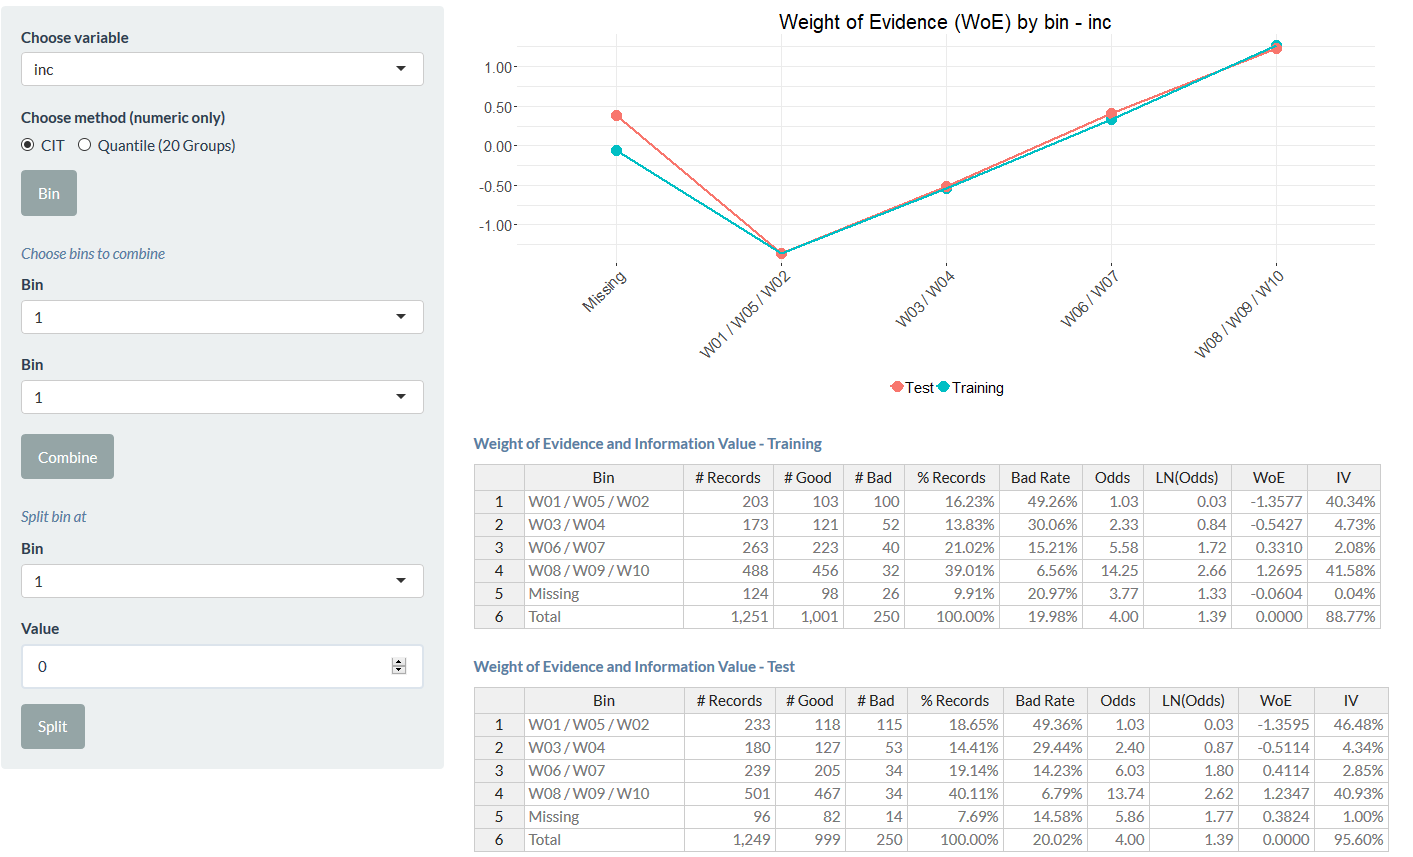 Choose variable
inc
Choose method (numeric only)
CIT Quantile (20 Groups)
Bin
Choose bins to combine
Bin
1
Bin
1
Combine
Split bin at
Bin
1
Value
0
Split
Weight of Evidence (WoE) by bin - inc
1.00
0.50
0.00
-0.50
-1.00
Missing
W01 / W05 / W02
W03 / W04
W06 / W07
W08 / W09 / W10
Test Training
Weight of Evidence and Information Value - Training
Bin # Records # Good # Bad % Records Bad Rate Odds LN(Odds) WoE IV
1 W01 / W05 / W02 203 103 100 16.23% 49.26% 1.03 0.03 -1.3577 40.34%
2 W03 / W04 173 121 52 13.83% 30.06% 2.33 0.84 -0.5427 4.73%
3 W06 / W07 263 223 40 21.02% 15.21% 5.58 1.72 0.3310 2.08%
4 W08 / W09 / W10 488 456 32 39.01% 6.56% 14.25 2.66 1.2695 41.58%
5 Missing 124 98 26 9.91% 20.97% 3.77 1.33 -0.0604 0.04%
6 Total 1,251 1,001 250 100.00% 19.98% 4.00 1.39 0.0000 88.77%
Weight of Evidence and Information Value - Test
Bin # Records # Good # Bad % Records Bad Rate Odds LN(Odds) WoE IV
1 W01 / W05 / W02 233 118 115 18.65% 49.36% 1.03 0.03 -1.3595 46.48%
2 W03 / W04 180 127 53 14.41% 29.44% 2.40 0.87 -0.5114 4.34%
3 W06 / W07 239 205 34 19.14% 14.23% 6.03 1.80 0.4114 2.85%
4 W08 / W09 / W10 501 467 34 40.11% 6.79% 13.74 2.62 1.2347 40.93%
5 Missing 96 82 14 7.69% 14.58% 5.86 1.77 0.3824 1.00%
6 Total 1,249 999 250 100.00% 20.02% 4.00 1.39 0.0000 95.60%